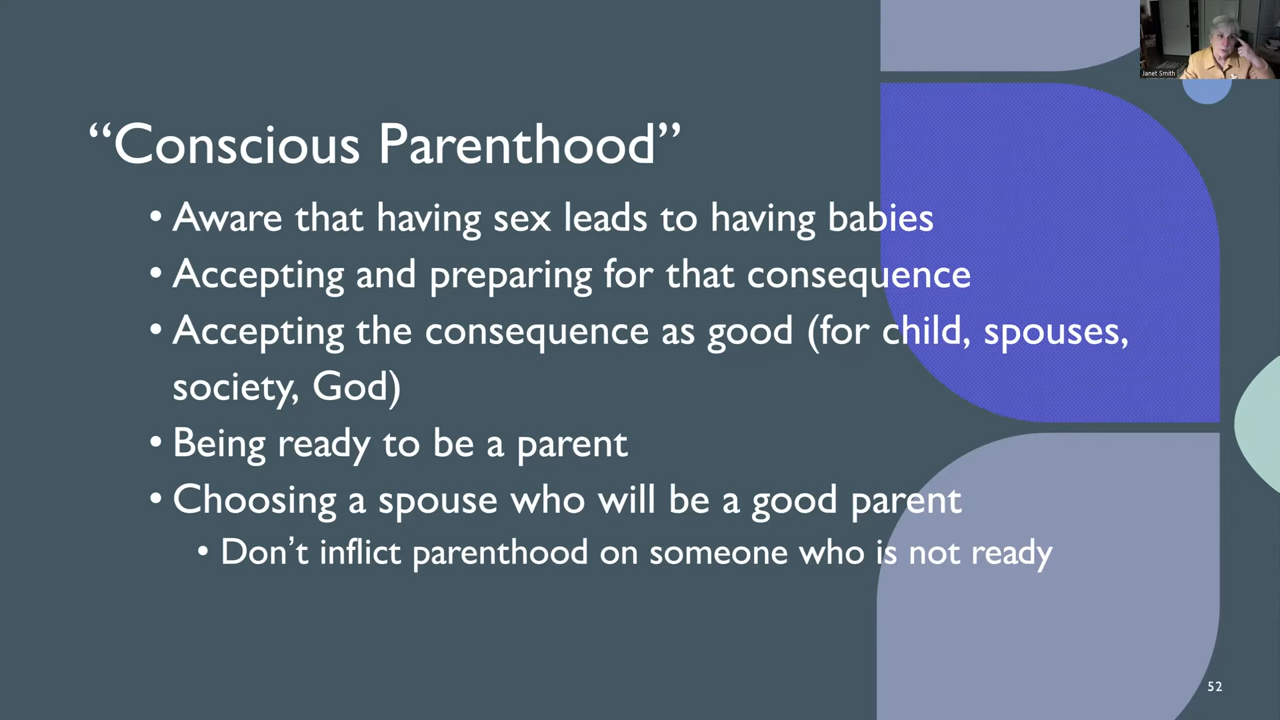 Janet Smith
“Conscious Parenthood”
• Aware that having sex leads to having babies
• Accepting and preparing for that consequence
• Accepting the consequence as good (for child, spouses,
society, God)
• Being ready to be a parent
• Choosing a spouse who will be a good parent
• Don’t inflict parenthood on someone who is not ready
52